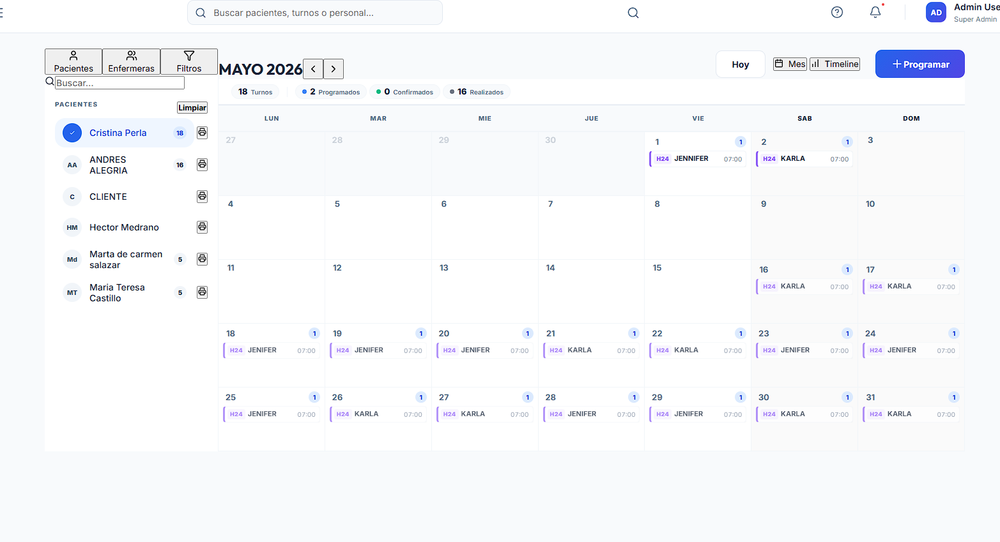 Buscar pacientes, turnos o personal...
AD
Admin Use
Super Admin
Pacientes
Enfermeras
Filtros
MAYO 2026
Hoy
Mes
Timeline
Programar
Buscar...
18 Turnos
2 Programados
0 Confirmados
16 Realizados
PACIENTES
Limpiar
Cristina Perla
18
AA
ANDRES
ALEGRIA
16
C
CLIENTE
HM
Hector Medrano
Md
Marta de carmen
salazar
5
MT
Maria Teresa
Castillo
5
LUN MAR MIE JUE VIE SAB DOM
27 28 29 30 1 1 2 1 3
H24 JENNIFER 07:00 H24 KARLA 07:00
4 5 6 7 8 9 10
11 12 13 14 15 16 1 17 1
H24 KARLA 07:00 H24 KARLA 07:00
18 1 19 1 20 1 21 1 22 1 23 1 24 1
H24 JENIFER 07:00 H24 JENIFER 07:00 H24 JENIFER 07:00 H24 KARLA 07:00 H24 KARLA 07:00 H24 JENIFER 07:00 H24 JENIFER 07:00
25 1 26 1 27 1 28 1 29 1 30 1 31 1
H24 JENIFER 07:00 H24 KARLA 07:00 H24 KARLA 07:00 H24 JENIFER 07:00 H24 JENIFER 07:00 H24 KARLA 07:00 H24 KARLA 07:00